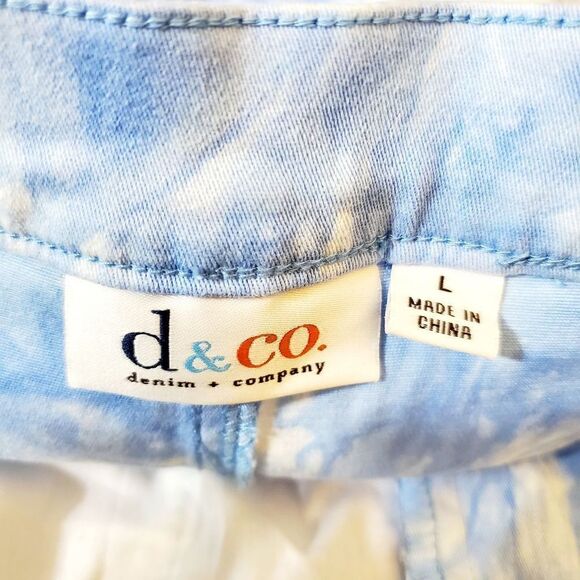 d & co.
denim + company
L
MADE IN
CHINA